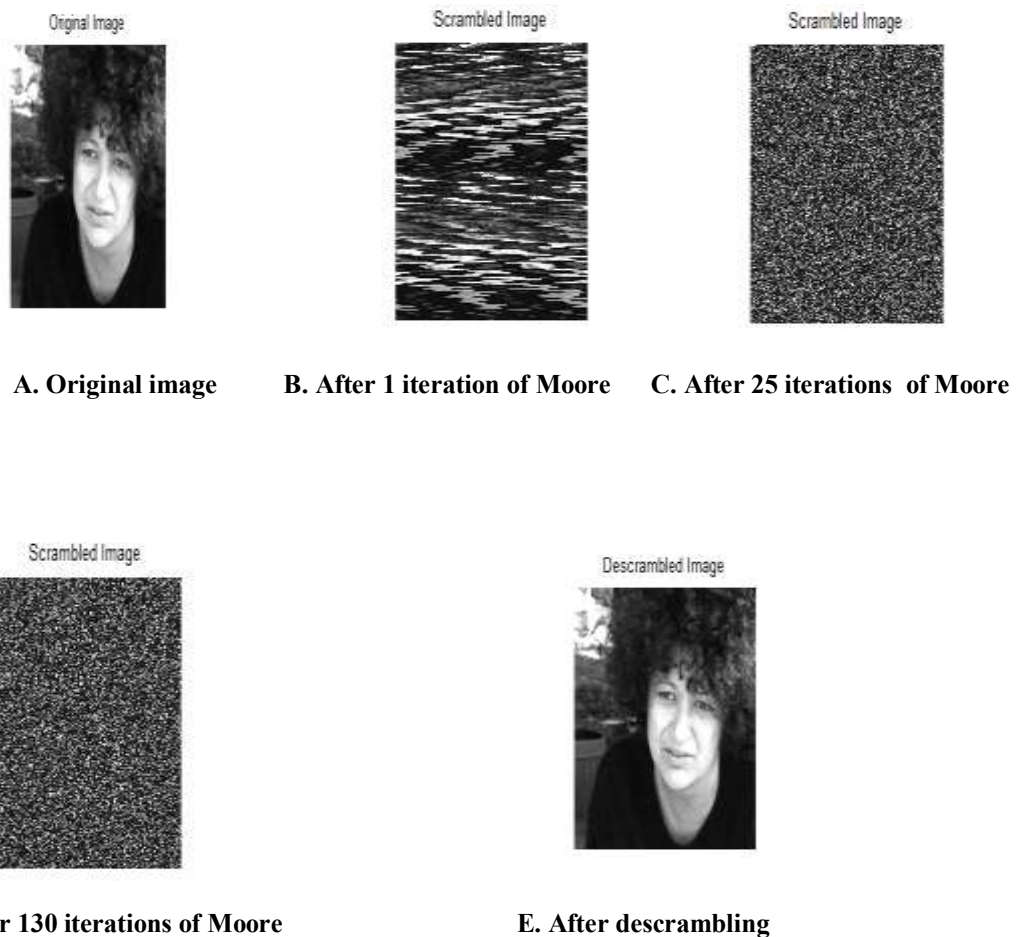 Original Image
Scrambled Image
Scrambled Image
A. Original image B. After 1 iteration of Moore C. After 25 iterations of Moore
Scrambled Image
Descrambled Image
r 130 iterations of Moore E. After descrambling